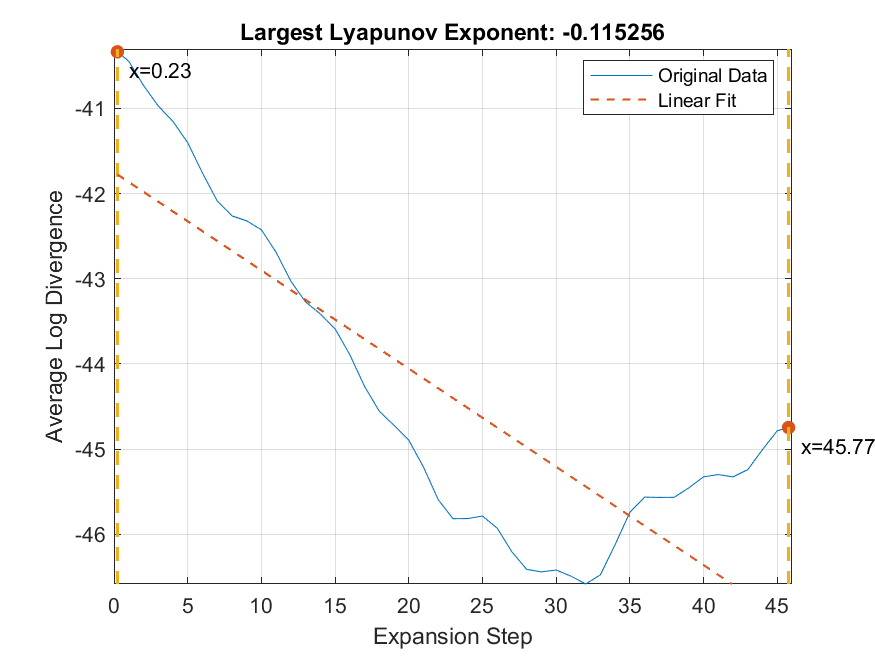 Largest Lyapunov Exponent: -0.115256
x=0.23
Original Data
Linear Fit
-41
-42
-43
-44
-45
-46
Average Log Divergence
x=45.77
0 5 10 15 20 25 30 35 40 45
Expansion Step